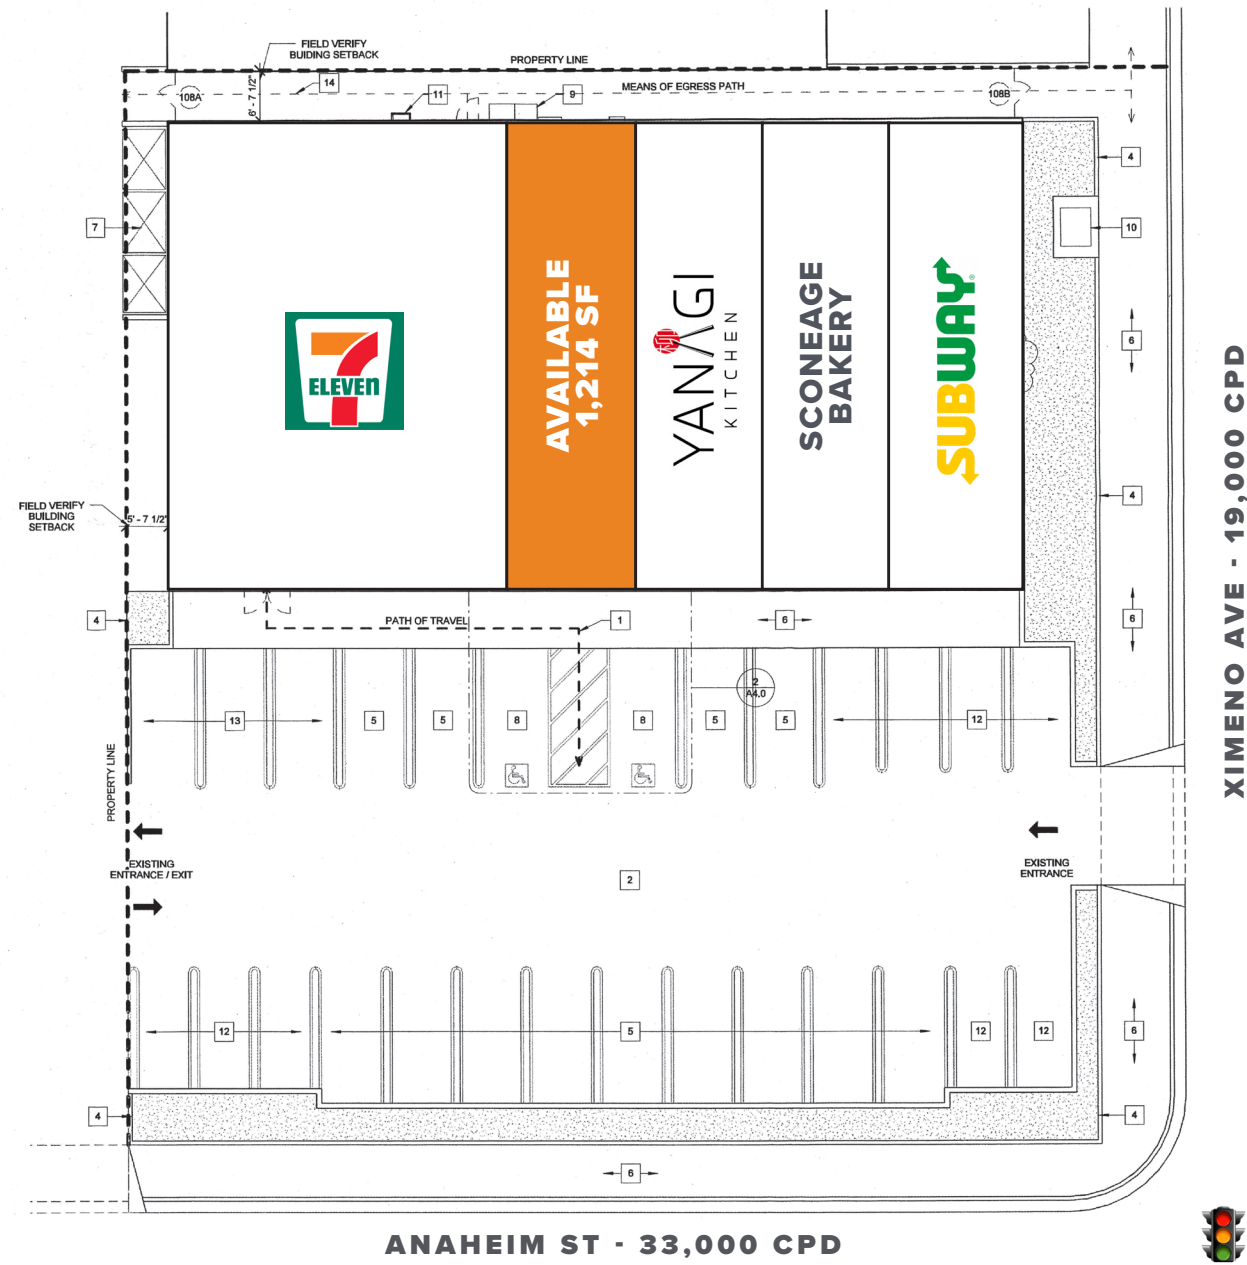 FIELD VERIFY
BUIDING SETBACK
PROPERTY LINE
14
MEANS OF EGRESS PATH
108A
6' - 7 1/2"
11
9
108B
4
7
10
7
ELEVEN
AVAILABLE
1,214 SF
YANAGI
KITCHEN
SCONEAGE
BAKERY
SUBWAY
6
4
FIELD VERIFY
BUILDING
SETBACK
5' - 7 1/2"
4
PATH OF TRAVEL
1
6
6
13
5
5
8
8
5
2
A4.0
5
12
PROPERTY LINE
EXISTING
ENTRANCE / EXIT
EXISTING
ENTRANCE
2
12
5
12
12
6
4
4
6
XIMENO AVE - 19,000 CPD
ANAHEIM ST - 33,000 CPD